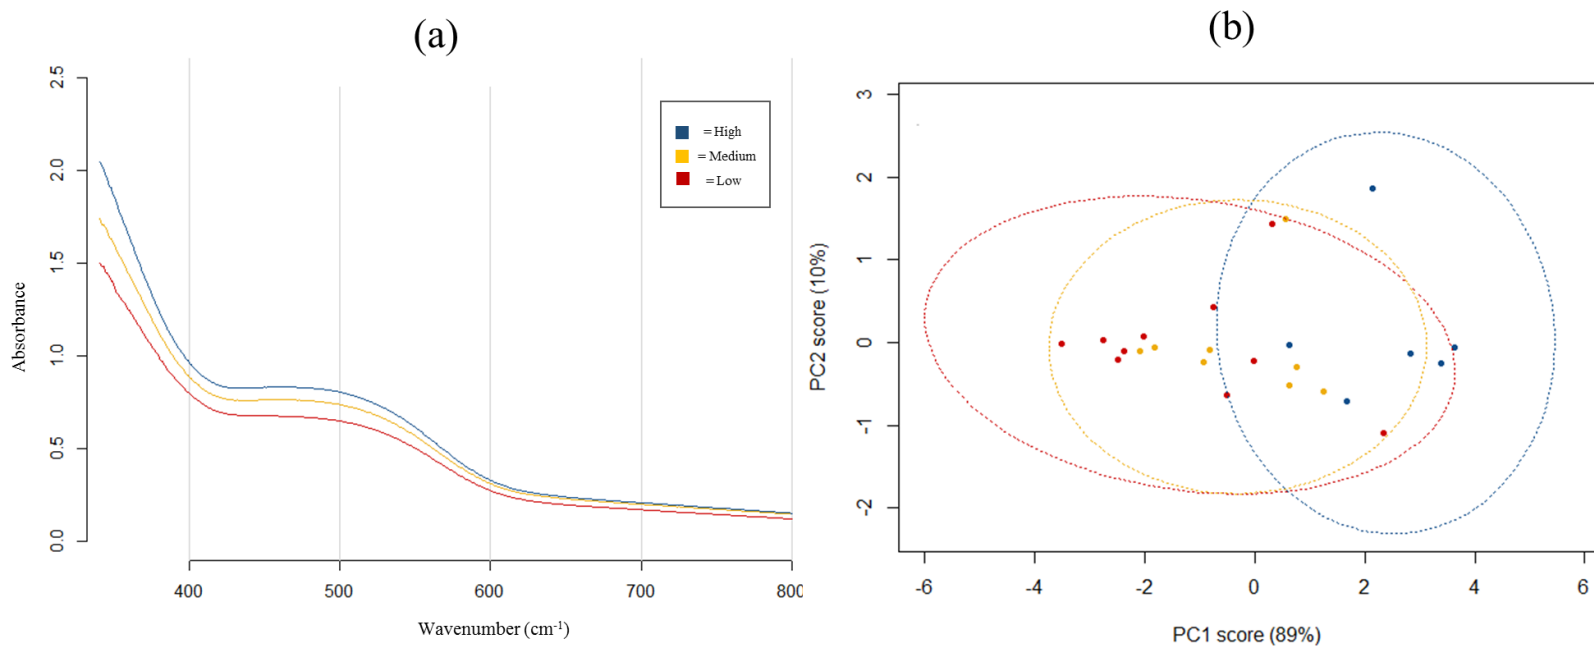 (a)
2.5
2.0
1.5
1.0
0.5
0.0
Absorbance
= High
= Medium
= Low
400 500 600 700 800
Wavenumber (cm⁻¹)
(b)
3
2
1
0
-1
-2
PC2 score (10%)
-6 -4 -2 0 2 4 6
PC1 score (89%)